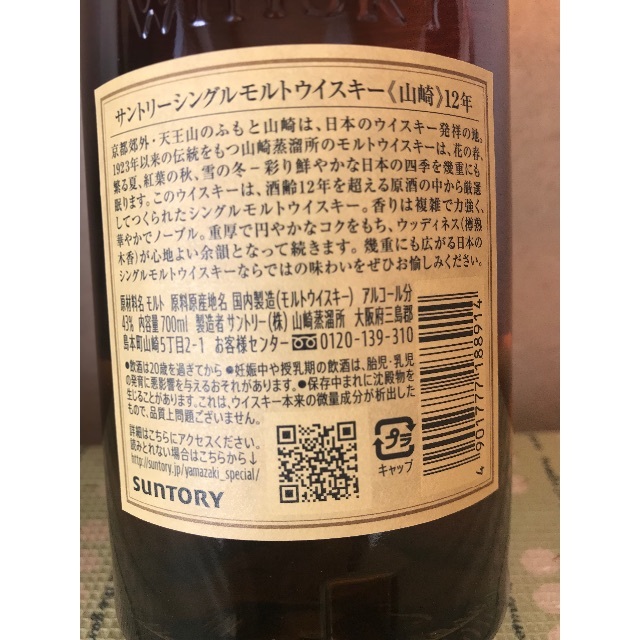 サントリーシングルモルトウイスキー《山崎》12年
京都郊外・天王山のふもと山崎は、日本のウイスキー発祥の地。
1923年以来の伝統をもつ山崎蒸溜所のモルトウイスキーは、花の春、
繁る夏、紅葉の秋、雪の冬－彩り鮮やかな日本の四季を幾重にも
眠ります。このウイスキーは、酒齢12年を超える原酒の中から厳選
してつくられたシングルモルトウイスキー。香りは複雑で力強く、
華やかでノーブル。重厚で円やかなコクをもち、ウッディネス(樽熟
木香)が心地よい余韻となって続きます。幾重にも広がる日本の
シングルモルトウイスキーならではの味わいをぜひお愉しみください。
原材料名 モルト 原料原産地名 国内製造(モルトウイスキー) アルコール分
43% 内容量700ml 製造者サントリー(株) 山崎蒸溜所 大阪府三島郡
島本町山崎5丁目2-1 お客様センター 0120-139-310
●飲酒は20歳を過ぎてから ●妊娠中や授乳期の飲酒は、胎児・乳児
の発育に悪影響を与えるおそれがあります。●保存中まれに沈殿物を
生じることがあります。これは、ウイスキー本来の微量成分が析出した
もので、品質上問題ございません。
詳細はこちらにアクセスください。
読みとれない場合はこちらから↓
http://suntory.jp/yamazaki_special/
SUNTORY
プラ
キャップ
4 901777 188914